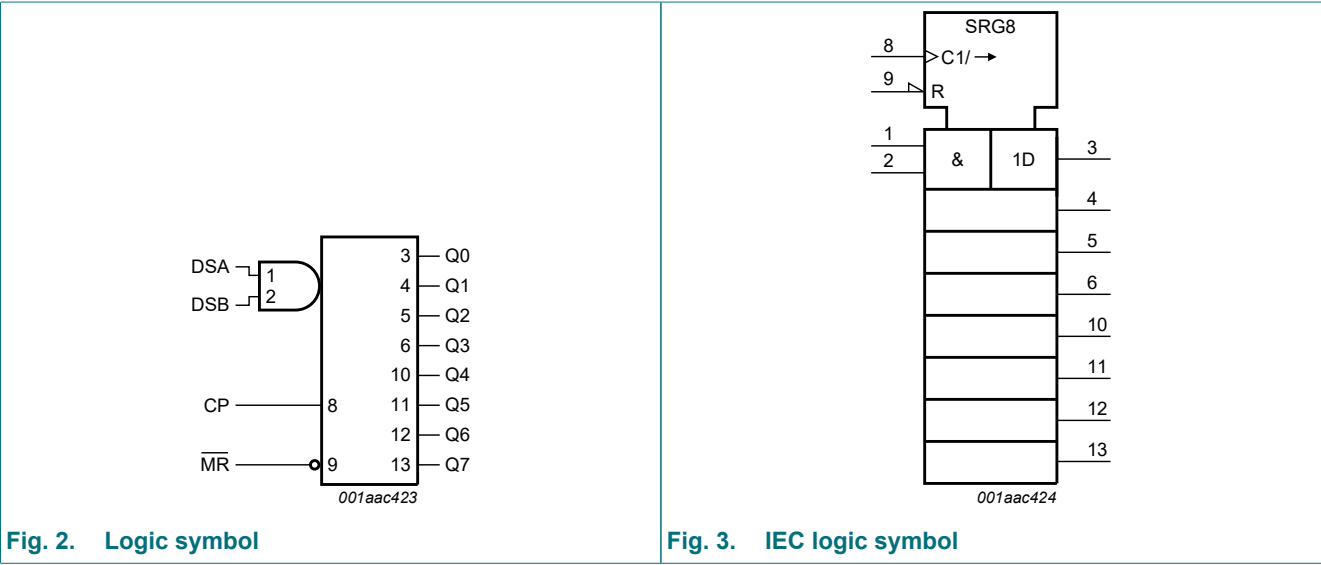 DSA
DSB
1
2
CP
8
M̅R̅
9
3 Q0
4 Q1
5 Q2
6 Q3
10 Q4
11 Q5
12 Q6
13 Q7
001aac423
Fig. 2. Logic symbol
SRG8
8
C1/→
9
R
1
2
&
1D
3
4
5
6
10
11
12
13
001aac424
Fig. 3. IEC logic symbol